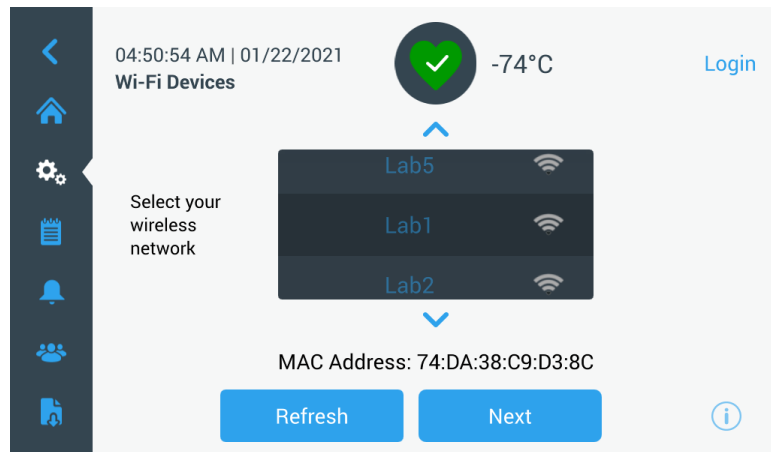 04:50:54 AM | 01/22/2021
Wi-Fi Devices
-74°C
Login
Select your
wireless
network
Lab5
Lab1
Lab2
MAC Address: 74:DA:38:C9:D3:8C
Refresh
Next